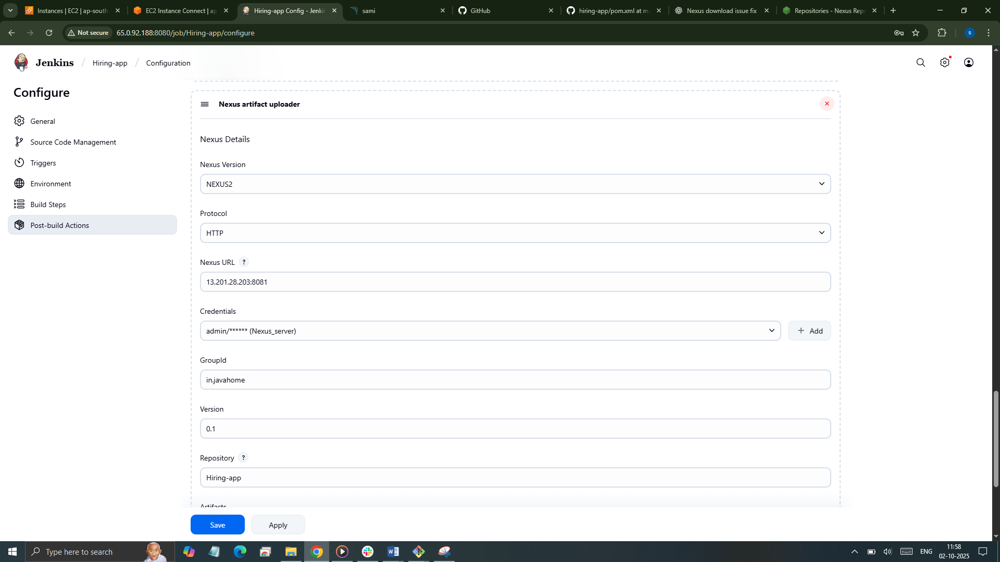 Instances | EC2 | ap-south
EC2 Instance Connect | ap
Hiring-app Config - Jenkin
sami
GitHub
hiring-app/pom.xml at ma
Nexus download issue fix
Repositories - Nexus Repo
Not secure
65.0.92.188:8080/job/Hiring-app/configure
S
Jenkins / Hiring-app / Configuration
Configure
General
Source Code Management
Triggers
Environment
Build Steps
Post-build Actions
Nexus artifact uploader
Nexus Details
Nexus Version
NEXUS2
Protocol
HTTP
Nexus URL ?
13.201.28.203:8081
Credentials
admin/****** (Nexus_server)
+ Add
GroupId
in.javahome
Version
0.1
Repository ?
Hiring-app
Artifacts
Save
Apply
Type here to search
ENG
11:58
02-10-2025